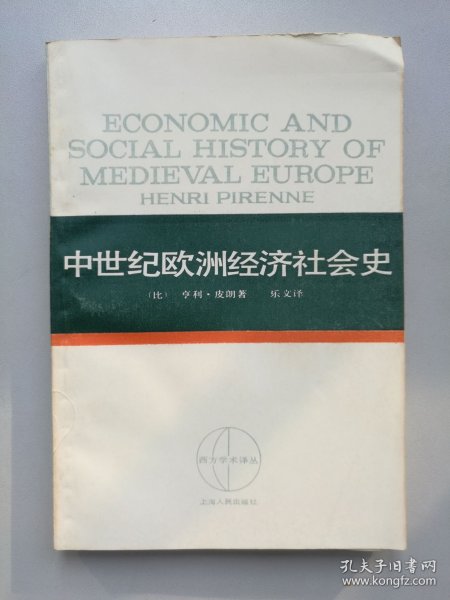 ECONOMIC AND
SOCIAL HISTORY OF
MEDIEVAL EUROPE
HENRI PIRENNE
中世纪欧洲经济社会史
〔比〕 亨利·皮朗著 乐文译
西方学术译丛
上海人民出版社
孔夫子旧书网
www.kongfz.com